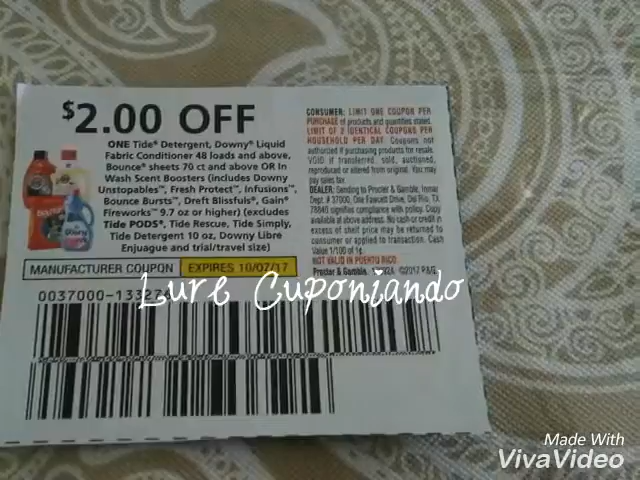 $2.00 OFF
ONE Tide® Detergent, Downy® Liquid
Fabric Conditioner 48 loads and above,
Bounce® sheets 70 ct and above OR In
Wash Scent Boosters (includes Downy
Unstopables™, Fresh Protect™, Infusions™,
Bounce Bursts™, Dreft Blissfuls®, Gain®
Fireworks™ 9.7 oz or higher) (excludes
Tide PODS®, Tide Rescue, Tide Simply,
Tide Detergent 10 oz, Downy Libre
Enjuague and trial/travel size)
MANUFACTURER COUPON EXPIRES 10/07/17
CONSUMER: LIMIT ONE COUPON PER
PURCHASE of products and quantities stated.
LIMIT OF 2 IDENTICAL COUPONS PER
HOUSEHOLD PER DAY. Coupons not
authorized if purchasing products for resale.
VOID if transferred, sold, auctioned,
reproduced or altered from original. You may
pay sales tax.
DEALER: Sending to Procter & Gamble, Inmar
Dept. # 37000, One Fawcett Drive, Del Rio, TX
78840 signifies compliance with policy. Copy
available at above address. No cash or credit in
excess of shelf price may be returned to
consumer or applied to transaction. Cash
Value 1/100 of 1¢.
NOT VALID IN PUERTO RICO.
Procter & Gamble ©2017 P&G
0037000-13327
Lure Cuponiando
Made With
VivaVideo